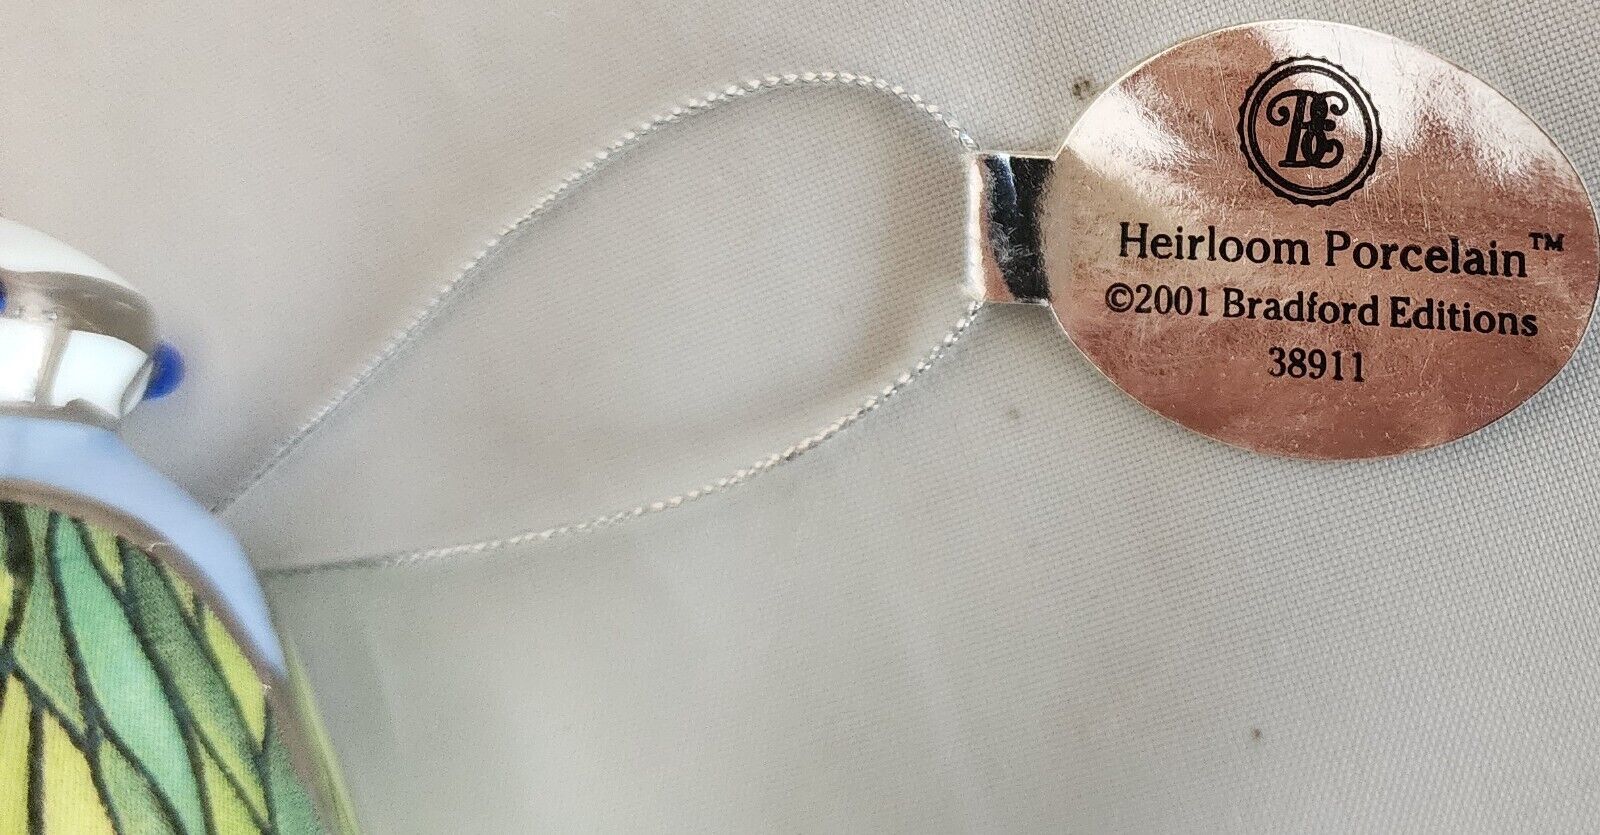 BE
Heirloom Porcelain™
©2001 Bradford Editions
38911